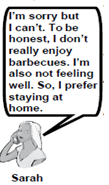 I'm sorry but
I can't. To be
honest, I don't
really enjoy
barbecues. I'm
also not feeling
well. So, I prefer
staying at
home.
Sarah